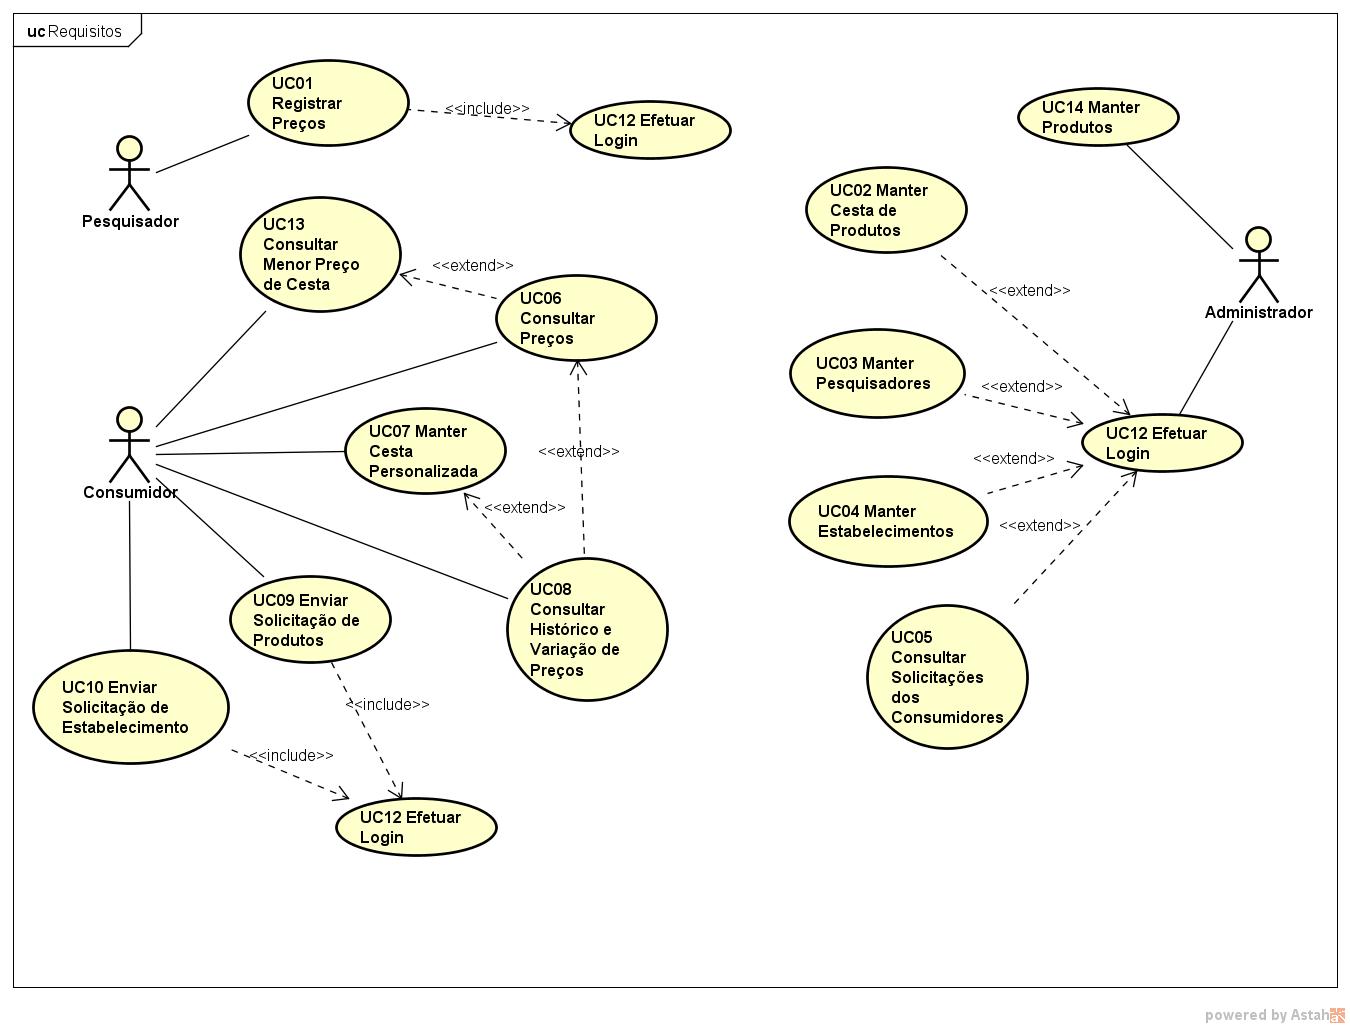 uc Requisitos
UC01
Registrar
Preços
<<include>>
UC12 Efetuar
Login
Pesquisador
UC13
Consultar
Menor Preço
de Cesta
<<extend>>
UC06
Consultar
Preços
UC07 Manter
Cesta
Personalizada
<<extend>>
<<extend>>
Consumidor
UC08
Consultar
Histórico e
Variação de
Preços
UC09 Enviar
Solicitação de
Produtos
UC10 Enviar
Solicitação de
Estabelecimento
<<include>>
<<include>>
UC12 Efetuar
Login
UC14 Manter
Produtos
UC02 Manter
Cesta de
Produtos
<<extend>>
Administrador
UC03 Manter
Pesquisadores
<<extend>>
UC12 Efetuar
Login
<<extend>>
UC04 Manter
Estabelecimentos
<<extend>>
UC05
Consultar
Solicitações
dos
Consumidores
powered by Astah